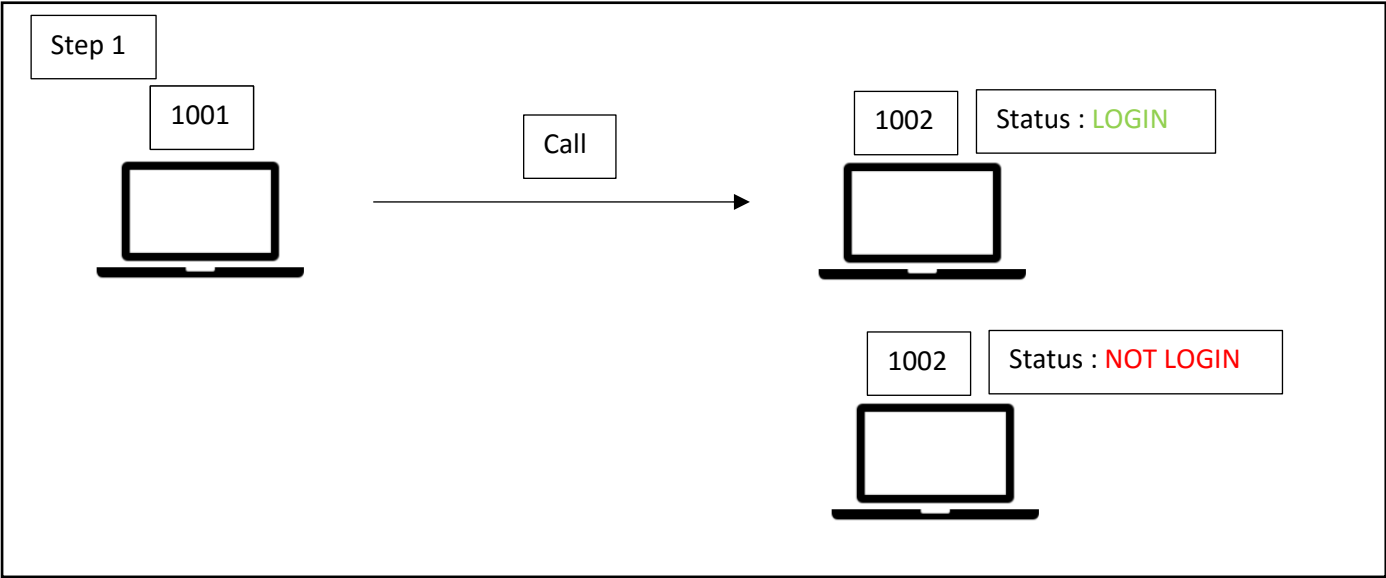 Step 1
1001
Call
1002
Status : LOGIN
1002
Status : NOT LOGIN